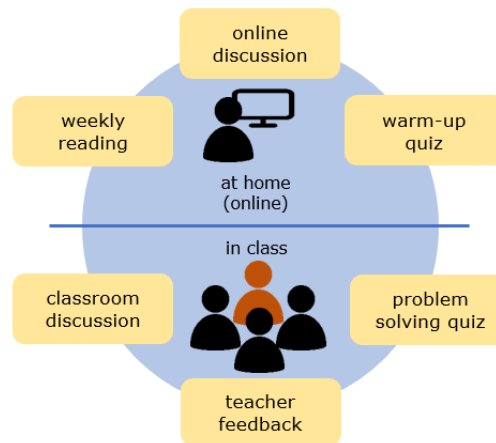 online
discussion
weekly
reading
warm-up
quiz
at home
(online)
in class
classroom
discussion
problem
solving quiz
teacher
feedback